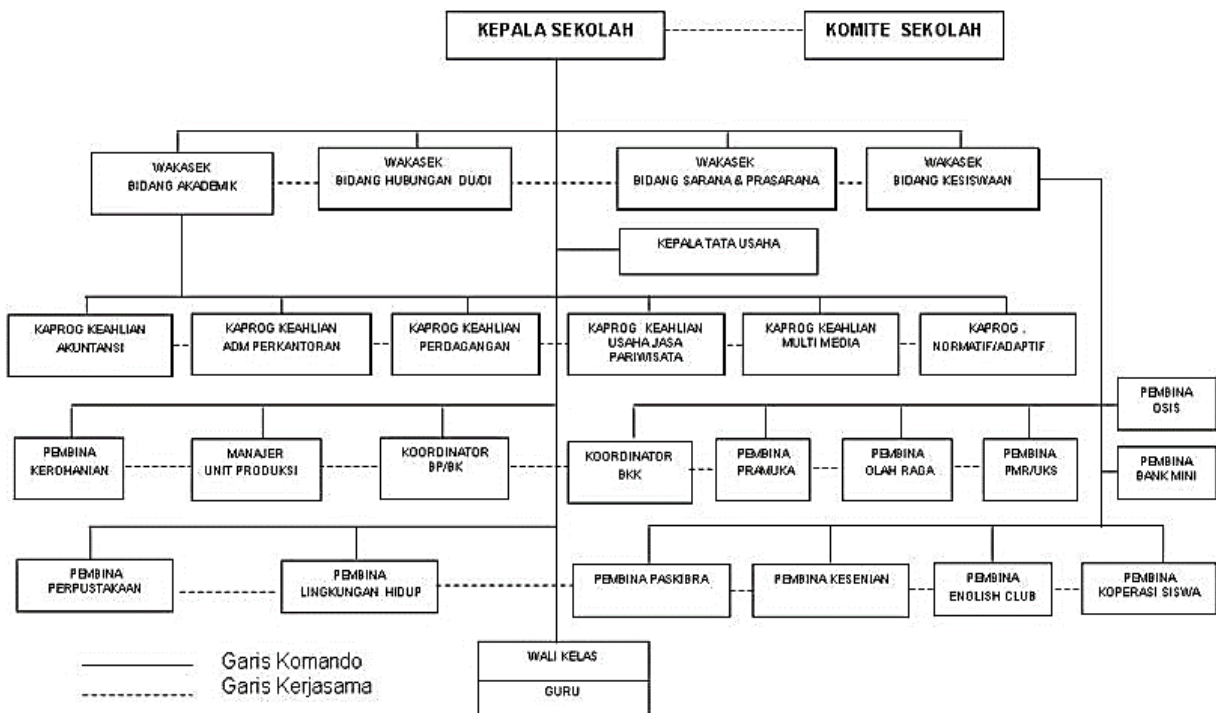 KEPALA SEKOLAH
KOMITE SEKOLAH
WAKASEK
BIDANG AKADEMIK
WAKASEK
BIDANG HUBUNGAN DU/DI
WAKASEK
BIDANG SARANA & PRASARANA
WAKASEK
BIDANG KESISWAAN
KEPALA TATA USAHA
KAPROG KEAHLIAN
AKUNTANSI
KAPROG KEAHLIAN
ADM PERKANTORAN
KAPROG KEAHLIAN
PERDAGANGAN
KAPROG KEAHLIAN
USAHA JASA
PARIWISATA
KAPROG KEAHLIAN
MULTI MEDIA
KAPROG .
NORMATIF/ADAPTIF
PEMBINA
OSIS
PEMBINA
KEROHANIAN
MANAJER
UNIT PRODUKSI
KOORDINATOR
BP/BK
KOORDINATOR
BKK
PEMBINA
PRAMUKA
PEMBINA
OLAH RAGA
PEMBINA
PMR/UKS
PEMBINA
BANK MINI
PEMBINA
PERPUSTAKAAN
PEMBINA
LINGKUNGAN HIDUP
PEMBINA PASKIBRA
PEMBINA KESENIAN
PEMBINA
ENGLISH CLUB
PEMBINA
KOPERASI SISWA
WALI KELAS
GURU
Garis Komando
Garis Kerjasama